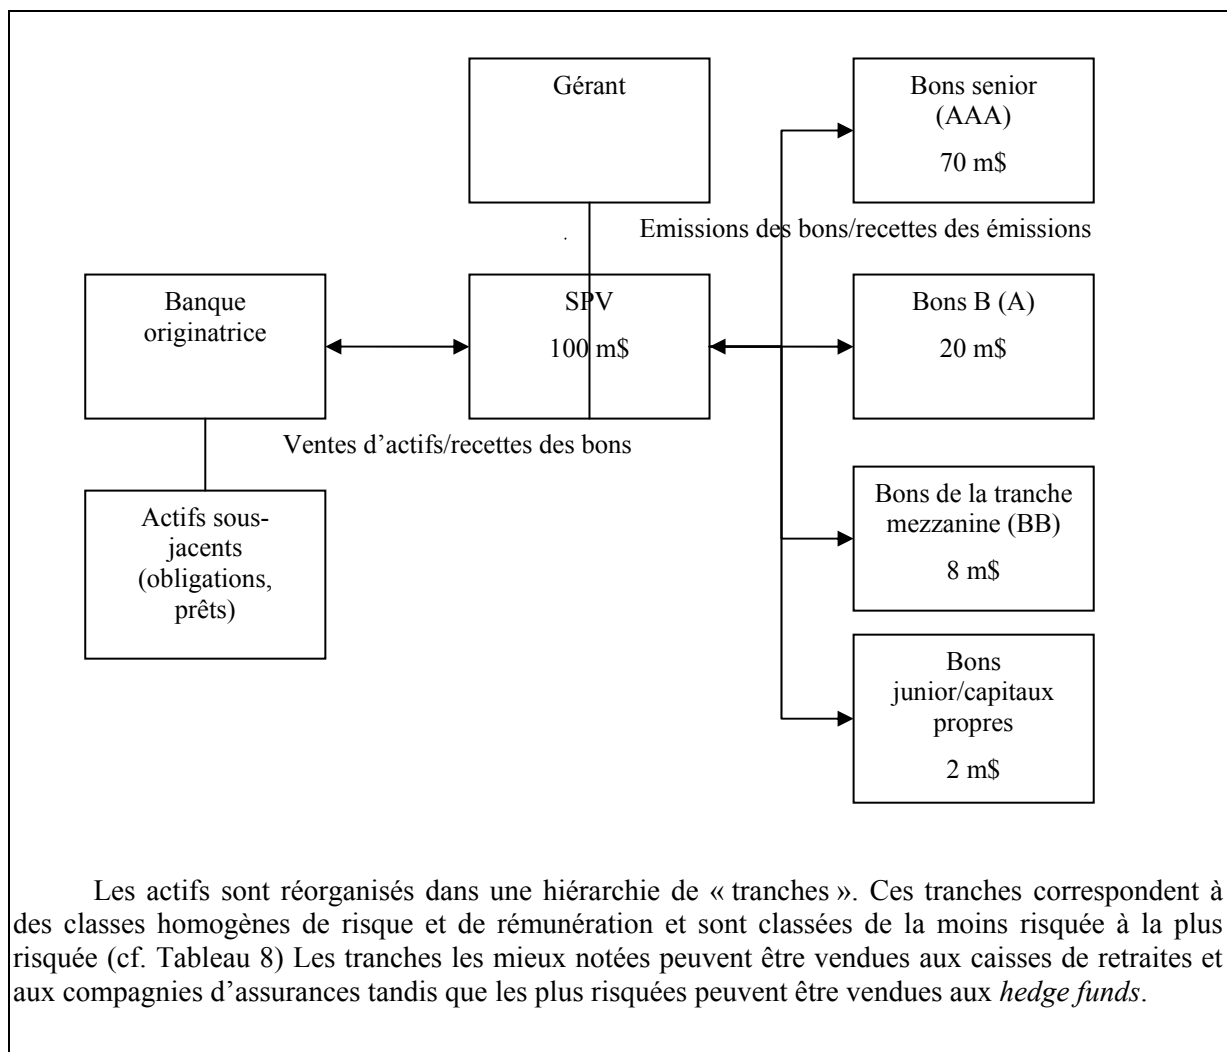 Gérant
Bons senior
(AAA)
70 m$
Emissions des bons/recettes des émissions
Banque
originatrice
SPV
100 m$
Bons B (A)
20 m$
Ventes d’actifs/recettes des bons
Actifs sous-
jacents
(obligations,
prêts)
Bons de la tranche
mezzanine (BB)
8 m$
Bons
junior/capitaux
propres
2 m$
Les actifs sont réorganisés dans une hiérarchie de « tranches ». Ces tranches correspondent à
des classes homogènes de risque et de rémunération et sont classées de la moins risquée à la plus
risquée (cf. Tableau 8) Les tranches les mieux notées peuvent être vendues aux caisses de retraites et
aux compagnies d’assurances tandis que les plus risquées peuvent être vendues aux hedge funds.